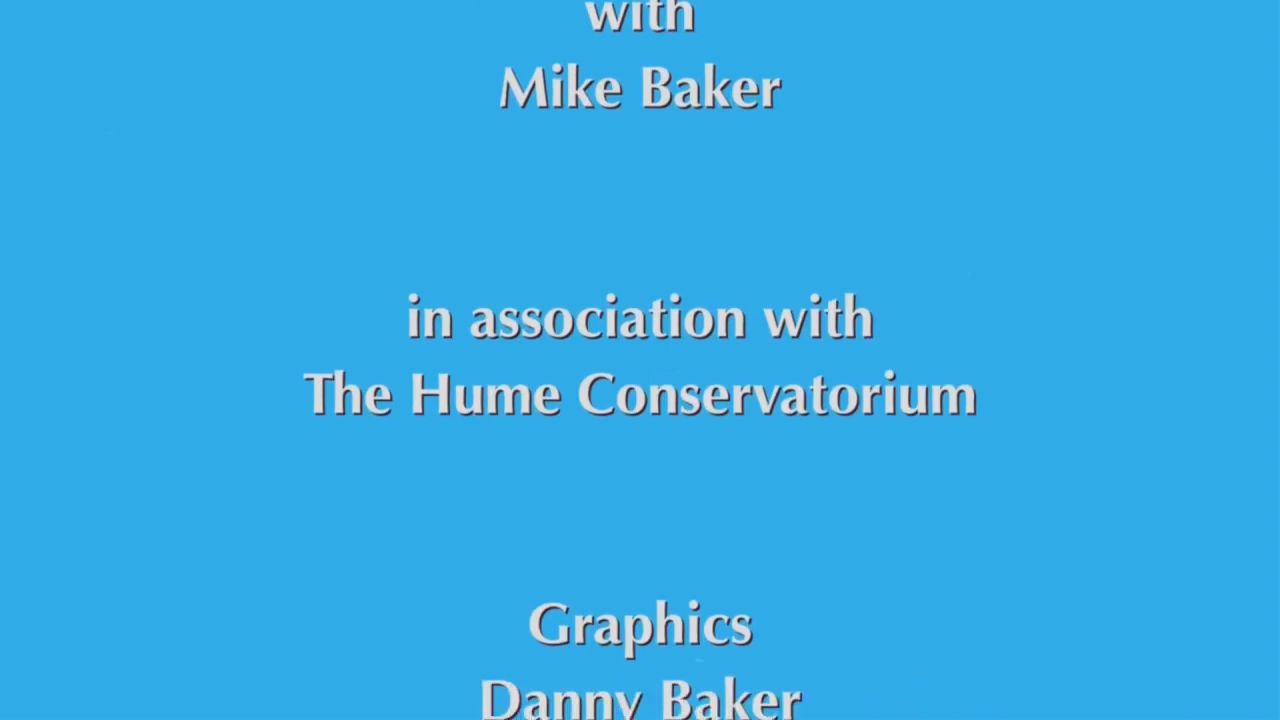 with
Mike Baker
in association with
The Hume Conservatorium
Graphics
Danny Baker